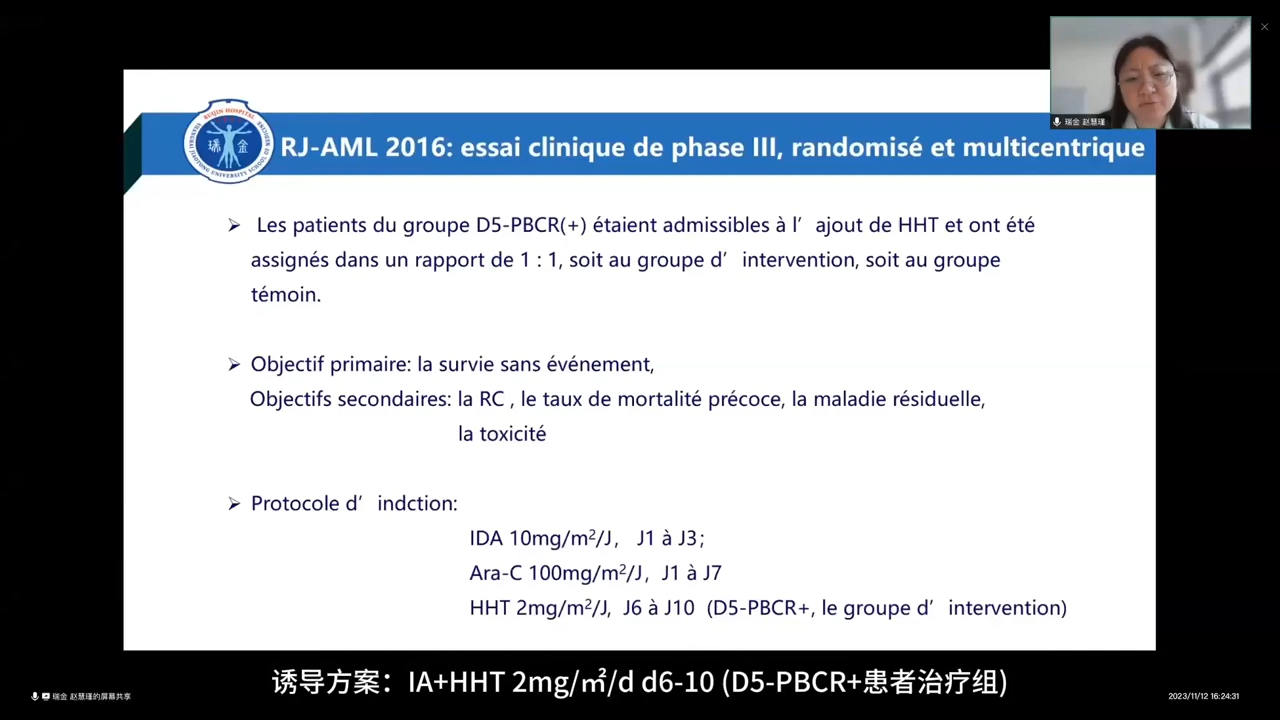 瑞金 赵慧瑾
RUIJIN HOSPITAL
瑞 金
RJ-AML 2016: essai clinique de phase III, randomisé et multicentrique
➢ Les patients du groupe D5-PBCR(+) étaient admissibles à l’ajout de HHT et ont été
assignés dans un rapport de 1 : 1, soit au groupe d’intervention, soit au groupe
témoin.
➢ Objectif primaire: la survie sans événement,
Objectifs secondaires: la RC , le taux de mortalité précoce, la maladie résiduelle,
la toxicité
➢ Protocole d’indction:
IDA 10mg/m²/J， J1 à J3；
Ara-C 100mg/m²/J，J1 à J7
HHT 2mg/m²/J, J6 à J10 (D5-PBCR+, le groupe d’intervention)
诱导方案：IA+HHT 2mg/㎡/d d6-10 (D5-PBCR+患者治疗组)
瑞金 赵慧瑾的屏幕共享
2023/11/12 16:24:31